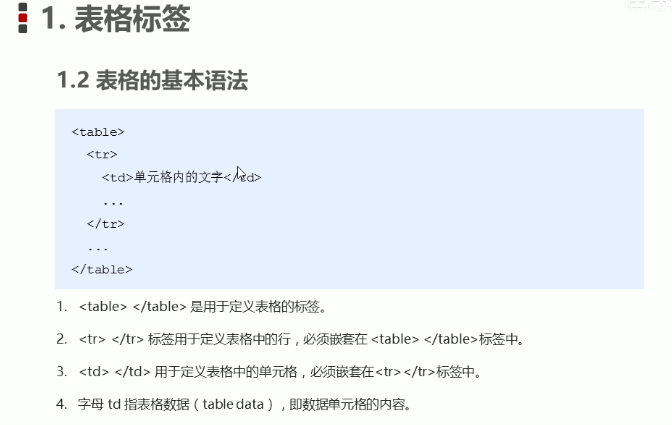 1. 表格标签
1.2 表格的基本语法
<table>
<tr>
<td>单元格内的文字</td>
...
</tr>
...
</table>
1. <table> </table> 是用于定义表格的标签。
2. <tr> </tr> 标签用于定义表格中的行，必须嵌套在 <table> </table>标签中。
3. <td> </td> 用于定义表格中的单元格，必须嵌套在<tr></tr>标签中。
4. 字母 td 指表格数据（table data），即数据单元格的内容。